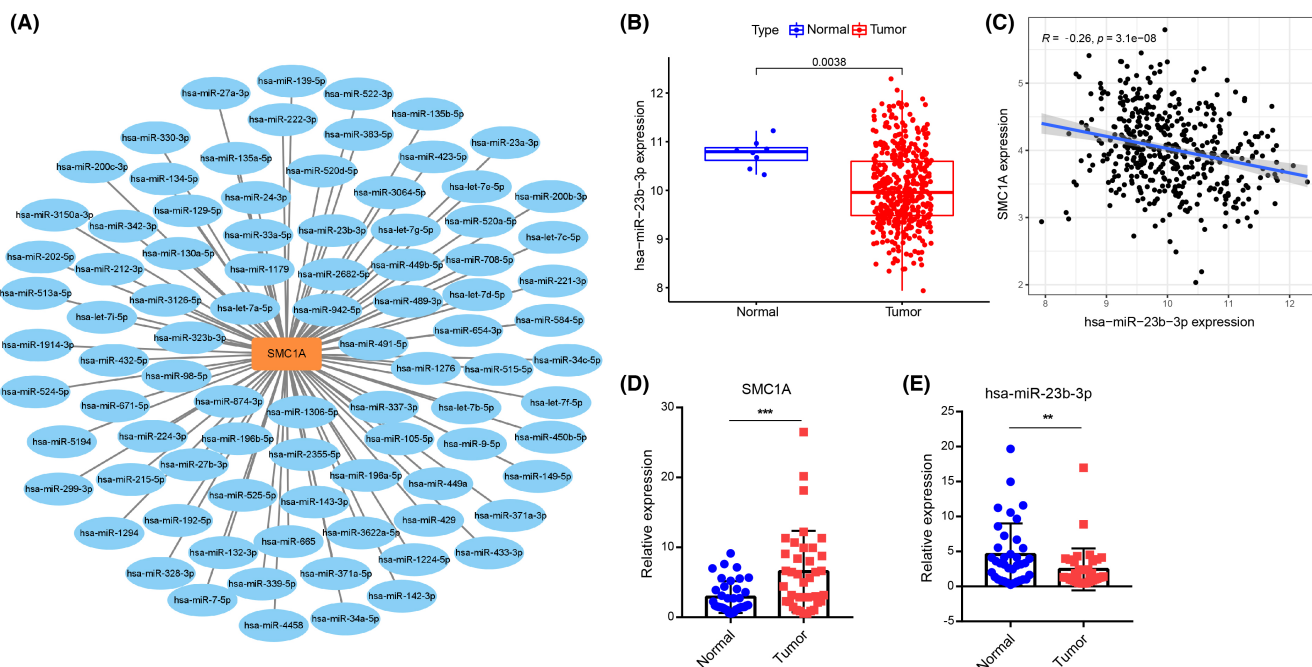 (A)
hsa-miR-139-5p
hsa-miR-27a-3p
hsa-miR-522-3p
hsa-miR-135b-5p
hsa-miR-222-3p
hsa-miR-330-3p
hsa-miR-383-5p
hsa-miR-23a-3p
hsa-miR-200c-3p
hsa-miR-135a-5p
hsa-miR-423-5p
hsa-miR-520d-5p
hsa-miR-134-5p
hsa-let-7e-5p
hsa-miR-3064-5p
hsa-miR-24-3p
hsa-miR-200b-3p
hsa-miR-3150a-3p
hsa-miR-129-5p
hsa-miR-342-3p
hsa-miR-520a-5p
hsa-miR-23b-3p
hsa-let-7g-5p
hsa-miR-33a-5p
hsa-let-7c-5p
hsa-miR-202-5p
hsa-miR-130a-5p
hsa-miR-708-5p
hsa-miR-212-3p
hsa-miR-1179
hsa-miR-2682-5p
hsa-miR-449b-5p
hsa-miR-221-3p
hsa-miR-513a-5p
hsa-miR-3126-5p
hsa-let-7d-5p
hsa-let-7a-5p
hsa-miR-942-5p
hsa-miR-489-3p
hsa-let-7i-5p
hsa-miR-584-5p
hsa-miR-323b-3p
hsa-miR-654-3p
hsa-miR-1914-3p
hsa-miR-491-5p
SMC1A
hsa-miR-432-5p
hsa-miR-34c-5p
hsa-miR-98-5p
hsa-miR-1276
hsa-miR-515-5p
hsa-miR-524-5p
hsa-miR-874-3p
hsa-let-7f-5p
hsa-miR-671-5p
hsa-miR-1306-5p
hsa-miR-337-3p
hsa-let-7b-5p
hsa-miR-5194
hsa-miR-224-3p
hsa-miR-196b-5p
hsa-miR-105-5p
hsa-miR-9-5p
hsa-miR-450b-5p
hsa-miR-27b-3p
hsa-miR-2355-5p
hsa-miR-299-3p
hsa-miR-215-5p
hsa-miR-196a-5p
hsa-miR-449a
hsa-miR-149-5p
hsa-miR-525-5p
hsa-miR-143-3p
hsa-miR-371a-3p
hsa-miR-192-5p
hsa-miR-429
hsa-miR-1294
hsa-miR-665
hsa-miR-3622a-5p
hsa-miR-132-3p
hsa-miR-433-3p
hsa-miR-1224-5p
hsa-miR-328-3p
hsa-miR-339-5p
hsa-miR-371a-5p
hsa-miR-7-5p
hsa-miR-142-3p
hsa-miR-4458
hsa-miR-34a-5p
(B)
Type Normal Tumor
0.0038
hsa−miR−23b−3p expression
12
11
10
9
8
Normal Tumor
(C)
R = -0.26, p = 3.1e−08
SMC1A expression
5
4
3
2
8 9 10 11 12
hsa−miR−23b−3p expression
(D)
SMC1A
***
Relative expression
30
20
10
0
Normal Tumor
(E)
hsa-miR-23b-3p
**
Relative expression
25
20
15
10
5
0
-5
Normal Tumor